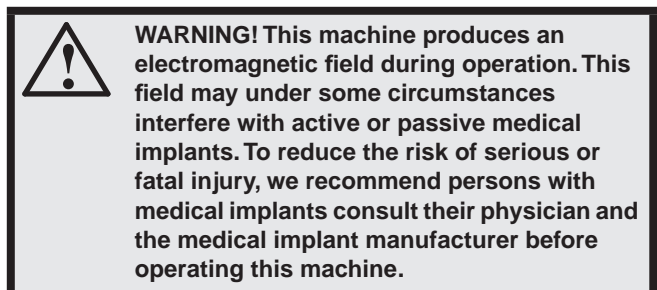 WARNING! This machine produces an
electromagnetic field during operation. This
field may under some circumstances
interfere with active or passive medical
implants. To reduce the risk of serious or
fatal injury, we recommend persons with
medical implants consult their physician and
the medical implant manufacturer before
operating this machine.